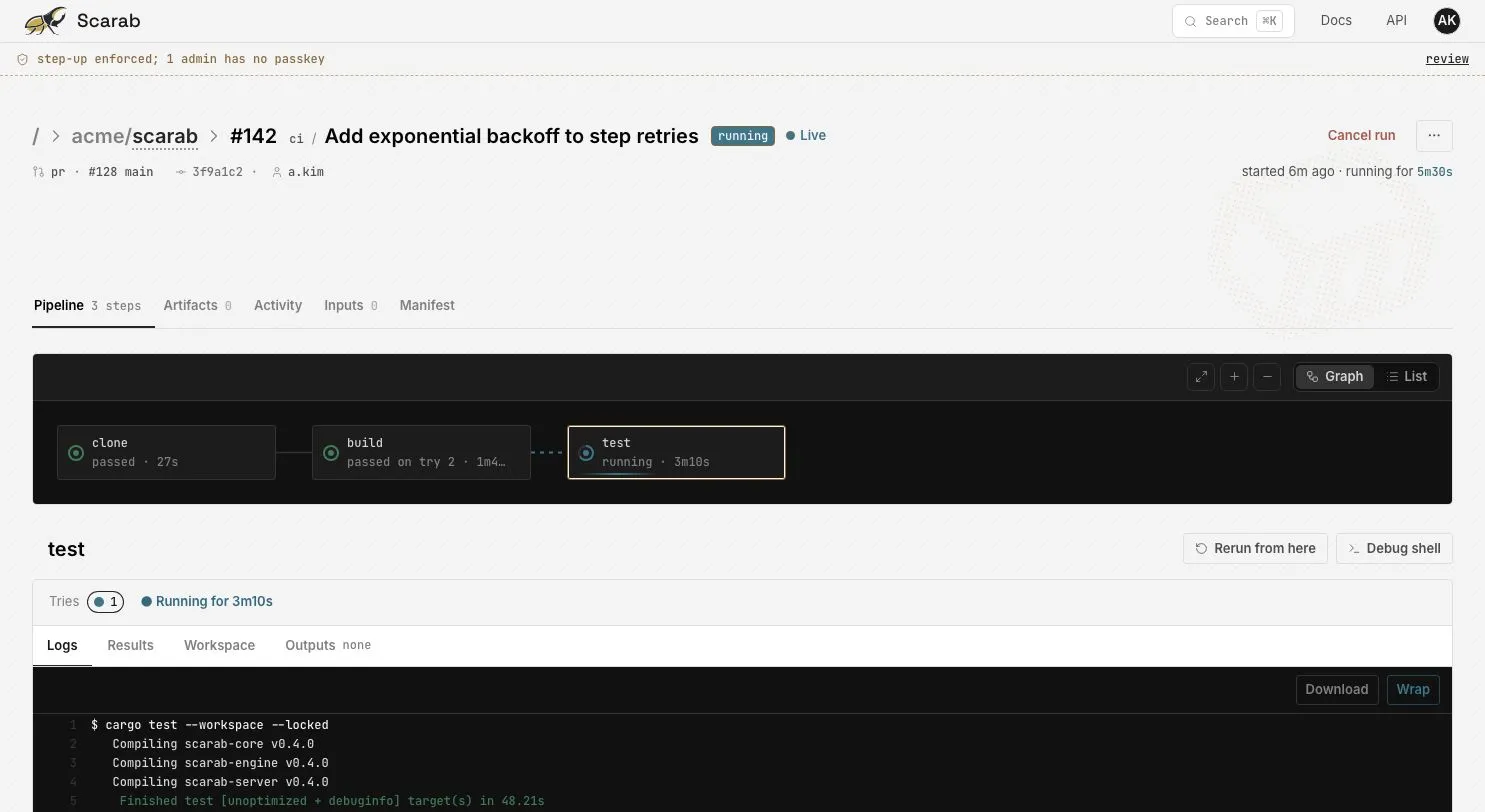 Scarab
Search ⌘K
Docs
API
AK
step-up enforced; 1 admin has no passkey
review
/ > acme/scarab > #142 ci / Add exponential backoff to step retries running Live
Cancel run
...
pr · #128 main 3f9a1c2 · a.kim
started 6m ago · running for 5m30s
Pipeline 3 steps
Artifacts 0
Activity
Inputs 0
Manifest
+
−
Graph
List
clone
passed · 27s
build
passed on try 2 · 1m4…
test
running · 3m10s
test
Rerun from here
Debug shell
Tries 1 Running for 3m10s
Logs
Results
Workspace
Outputs none
Download
Wrap
1 $ cargo test --workspace --locked
2 Compiling scarab-core v0.4.0
3 Compiling scarab-engine v0.4.0
4 Compiling scarab-server v0.4.0
5 Finished test [unoptimized + debuginfo] target(s) in 48.21s